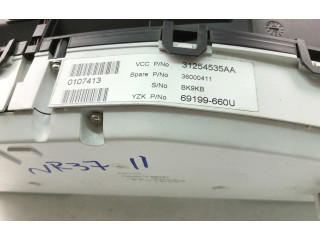 VCC P/No 31254535AA
0107413
Spare P/No 36000411
S/No BK9KB
YZK P/No 69199-660U
NR37 11